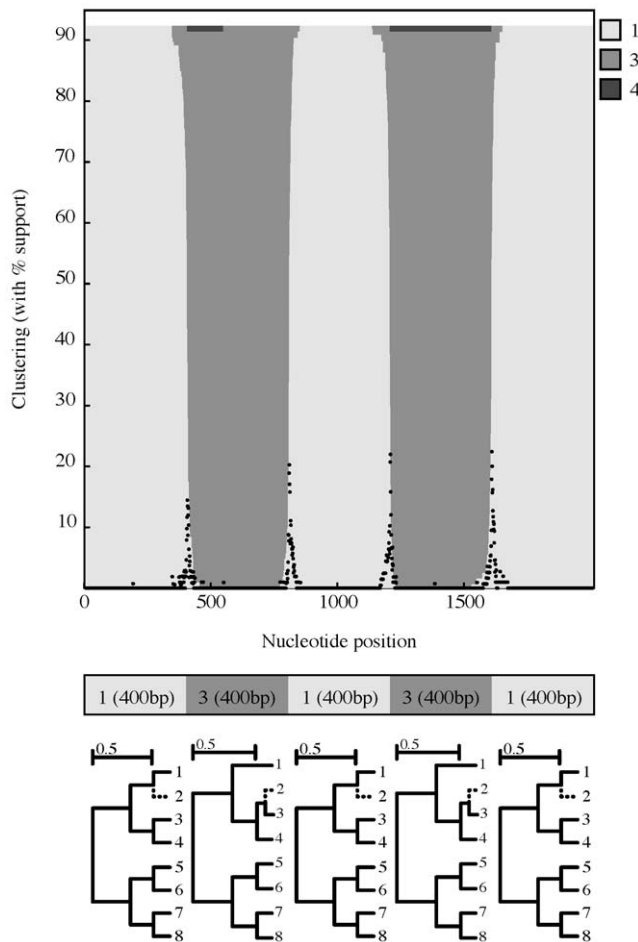 90
80
70
60
50
40
30
20
10
Clustering (with % support)
0 500 1000 1500
Nucleotide position
1
3
4
1 (400bp) 3 (400bp) 1 (400bp) 3 (400bp) 1 (400bp)
0.5 0.5 0.5 0.5 0.5
1 1 1 1 1
2 2 2 2 2
3 3 3 3 3
4 4 4 4 4
5 5 5 5 5
6 6 6 6 6
7 7 7 7 7
8 8 8 8 8